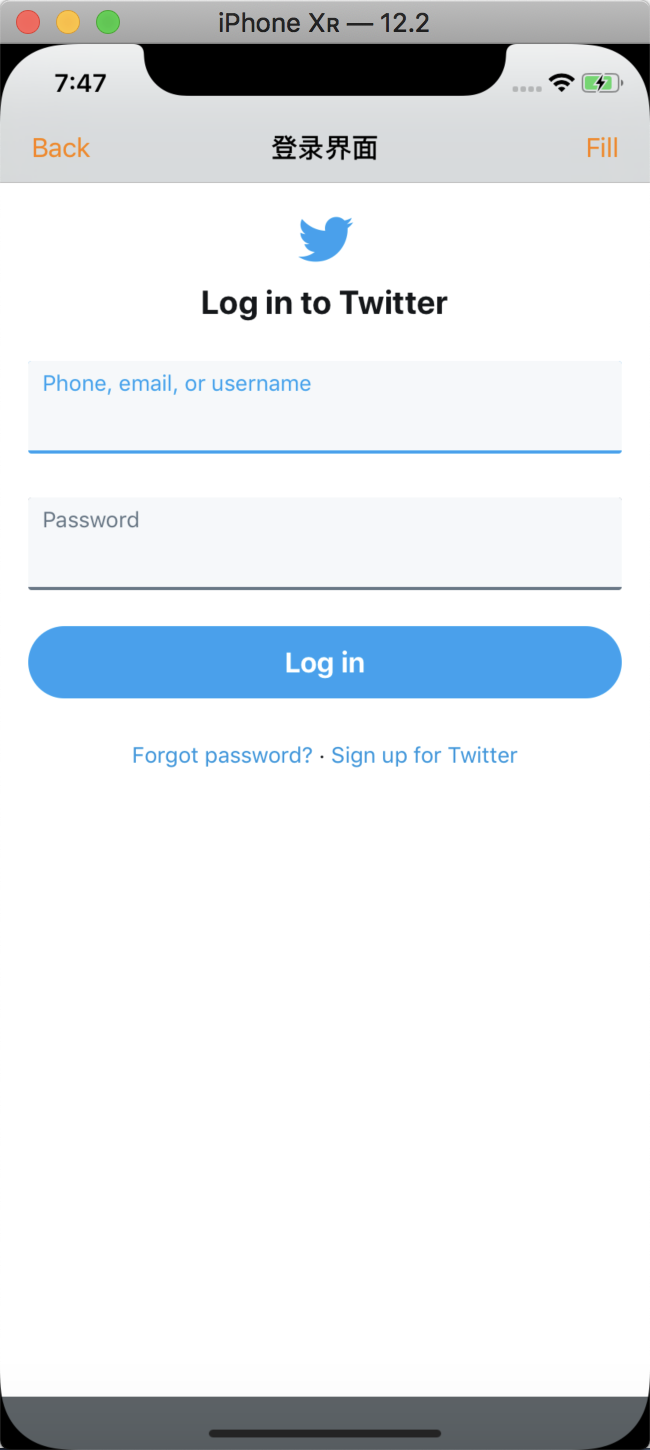 iPhone Xʀ — 12.2
7:47
Back 登录界面 Fill
Log in to Twitter
Phone, email, or username
Password
Log in
Forgot password? · Sign up for Twitter